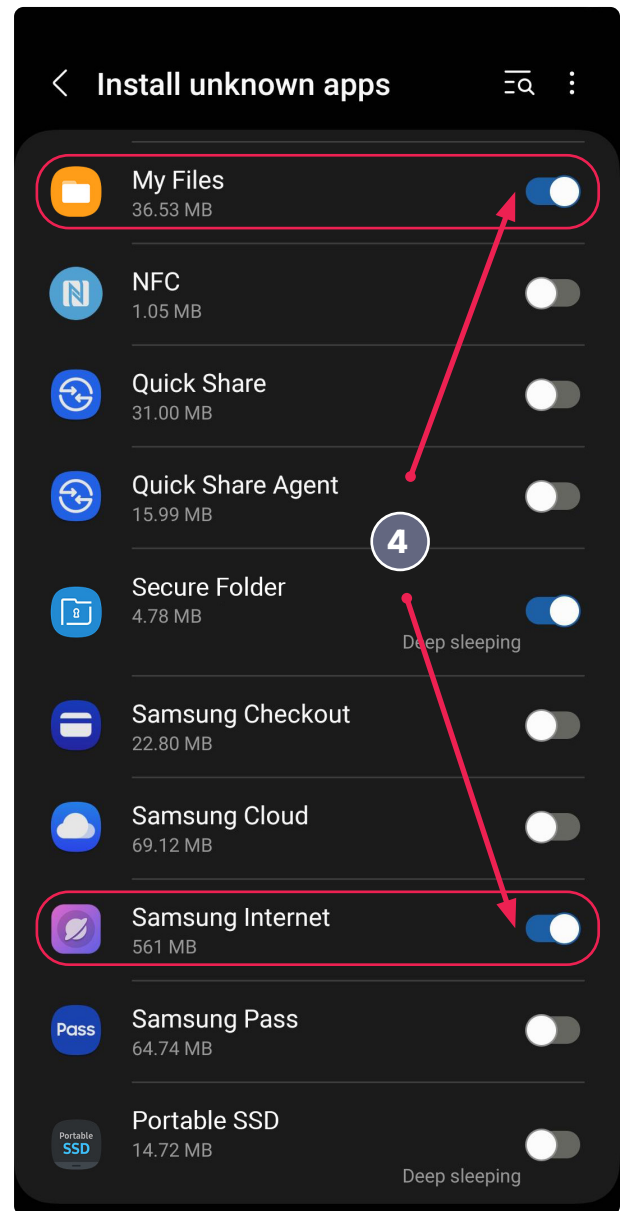 Install unknown apps
My Files
36.53 MB
NFC
1.05 MB
Quick Share
31.00 MB
Quick Share Agent
15.99 MB
4
Secure Folder
4.78 MB
Deep sleeping
Samsung Checkout
22.80 MB
Samsung Cloud
69.12 MB
Samsung Internet
561 MB
Pass
Samsung Pass
64.74 MB
Portable
SSD
Portable SSD
14.72 MB
Deep sleeping